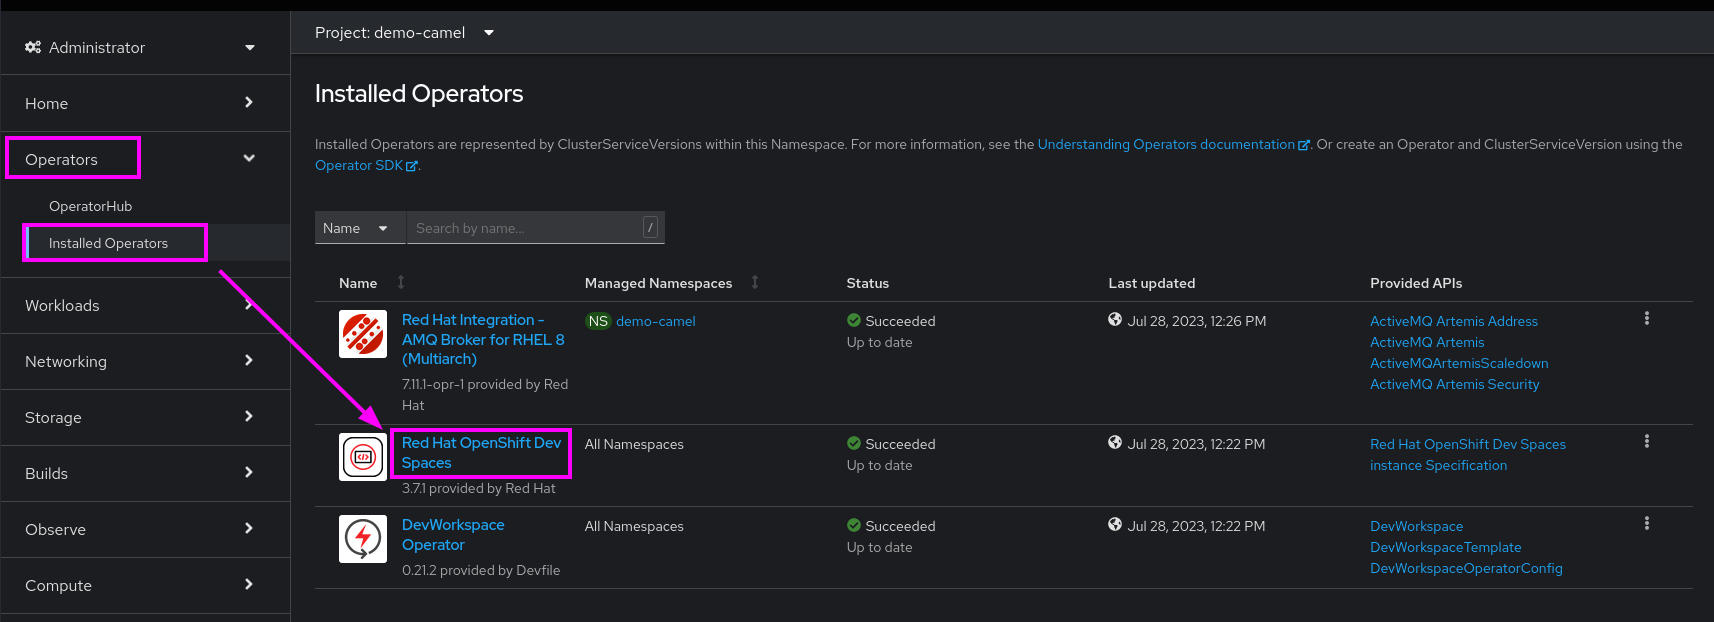 Administrator
Home
Operators
OperatorHub
Installed Operators
Workloads
Networking
Storage
Builds
Observe
Compute
Project: demo-camel
Installed Operators
Installed Operators are represented by ClusterServiceVersions within this Namespace. For more information, see the Understanding Operators documentation. Or create an Operator and ClusterServiceVersion using the
Operator SDK.
Name Search by name... /
Name Managed Namespaces Status Last updated Provided APIs
Red Hat Integration -
AMQ Broker for RHEL 8
(Multiarch)
7.11.1-opr-1 provided by Red
Hat
NS demo-camel
Succeeded
Up to date
Jul 28, 2023, 12:26 PM
ActiveMQ Artemis Address
ActiveMQ Artemis
ActiveMQArtemisScaledown
ActiveMQ Artemis Security
Red Hat OpenShift Dev
Spaces
3.7.1 provided by Red Hat
All Namespaces
Succeeded
Up to date
Jul 28, 2023, 12:22 PM
Red Hat OpenShift Dev Spaces
instance Specification
DevWorkspace
Operator
0.21.2 provided by Devfile
All Namespaces
Succeeded
Up to date
Jul 28, 2023, 12:22 PM
DevWorkspace
DevWorkspaceTemplate
DevWorkspaceOperatorConfig